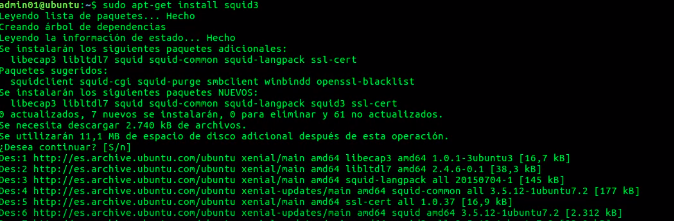 admin01@ubuntu:~$ sudo apt-get install squid3
Leyendo lista de paquetes... Hecho
Creando árbol de dependencias
Leyendo la información de estado... Hecho
Se instalarán los siguientes paquetes adicionales:
libecap3 libltdl7 squid squid-common squid-langpack ssl-cert
Paquetes sugeridos:
squidclient squid-cgi squid-purge smbclient winbindd openssl-blacklist
Se instalarán los siguientes paquetes NUEVOS:
libecap3 libltdl7 squid squid-common squid-langpack squid3 ssl-cert
0 actualizados, 7 nuevos se instalarán, 0 para eliminar y 61 no actualizados.
Se necesita descargar 2.740 kB de archivos.
Se utilizarán 11,1 MB de espacio de disco adicional después de esta operación.
¿Desea continuar? [S/n]
Des:1 http://es.archive.ubuntu.com/ubuntu xenial/main amd64 libecap3 amd64 1.0.1-3ubuntu3 [16,7 kB]
Des:2 http://es.archive.ubuntu.com/ubuntu xenial/main amd64 libltdl7 amd64 2.4.6-0.1 [38,3 kB]
Des:3 http://es.archive.ubuntu.com/ubuntu xenial/main amd64 squid-langpack all 20150704-1 [145 kB]
Des:4 http://es.archive.ubuntu.com/ubuntu xenial-updates/main amd64 squid-common all 3.5.12-1ubuntu7.2 [177 kB]
Des:5 http://es.archive.ubuntu.com/ubuntu xenial/main amd64 ssl-cert all 1.0.37 [16,9 kB]
Des:6 http://es.archive.ubuntu.com/ubuntu xenial-updates/main amd64 squid amd64 3.5.12-1ubuntu7.2 [2.312 kB]